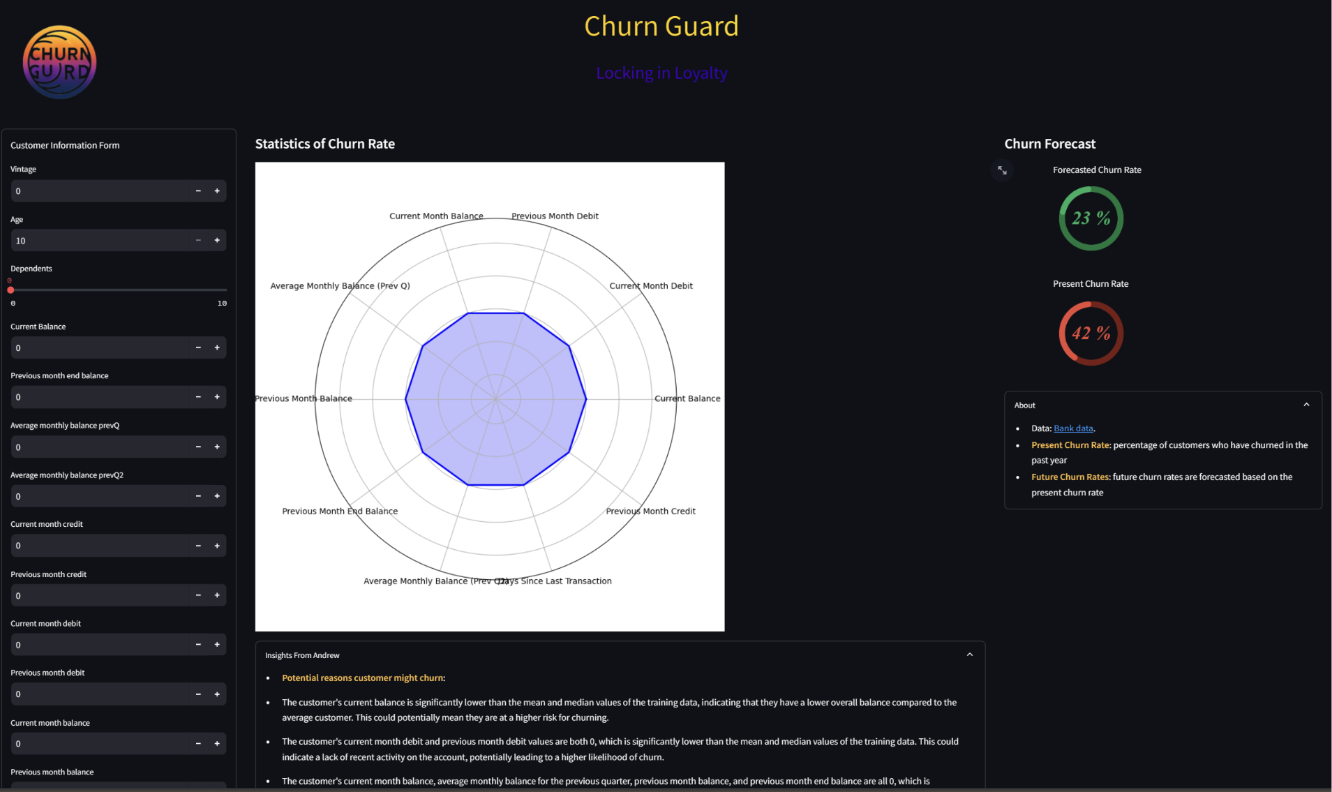 Churn Guard
Locking in Loyalty
CHURN
GU RD
Customer Information Form
Vintage
0
Age
10
Dependents
0
0 10
Current Balance
0
Previous month end balance
0
Average monthly balance prevQ
0
Average monthly balance prevQ2
0
Current month credit
0
Previous month credit
0
Current month debit
0
Previous month debit
0
Current month balance
0
Previous month balance
Statistics of Churn Rate
Current Month Balance
Previous Month Debit
Average Monthly Balance (Prev Q)
Current Month Debit
Previous Month Balance
Current Balance
Previous Month End Balance
Previous Month Credit
Average Monthly Balance (Prev Q2)
Days Since Last Transaction
Insights From Andrew
Potential reasons customer might churn:
The customer's current balance is significantly lower than the mean and median values of the training data, indicating that they have a lower overall balance compared to the
average customer. This could potentially mean they are at a higher risk for churning.
The customer's current month debit and previous month debit values are both 0, which is significantly lower than the mean and median values of the training data. This could
indicate a lack of recent activity on the account, potentially leading to a higher likelihood of churn.
The customer's current month balance, average monthly balance for the previous quarter, previous month balance, and previous month end balance are all 0, which is
Churn Forecast
Forecasted Churn Rate
23 %
Present Churn Rate
42 %
About
Data: Bank data.
Present Churn Rate: percentage of customers who have churned in the
past year
Future Churn Rates: future churn rates are forecasted based on the
present churn rate